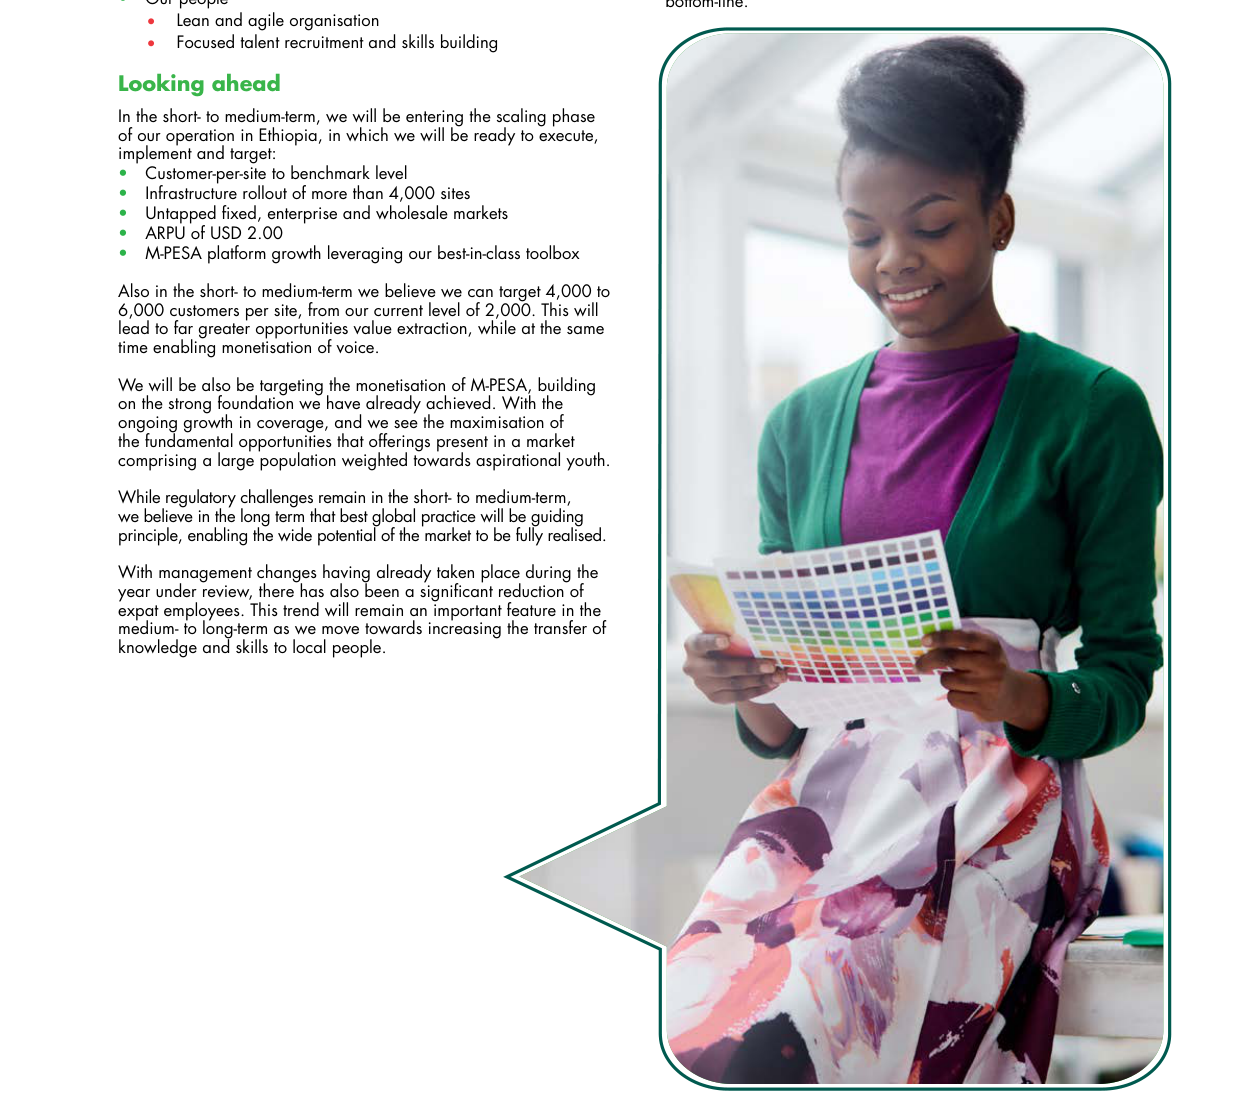 Our people
Lean and agile organisation
Focused talent recruitment and skills building
Looking ahead
In the short- to medium-term, we will be entering the scaling phase
of our operation in Ethiopia, in which we will be ready to execute,
implement and target:
Customer-per-site to benchmark level
Infrastructure rollout of more than 4,000 sites
Untapped fixed, enterprise and wholesale markets
ARPU of USD 2.00
M-PESA platform growth leveraging our best-in-class toolbox
Also in the short- to medium-term we believe we can target 4,000 to
6,000 customers per site, from our current level of 2,000. This will
lead to far greater opportunities value extraction, while at the same
time enabling monetisation of voice.
We will be also be targeting the monetisation of M-PESA, building
on the strong foundation we have already achieved. With the
ongoing growth in coverage, and we see the maximisation of
the fundamental opportunities that offerings present in a market
comprising a large population weighted towards aspirational youth.
While regulatory challenges remain in the short- to medium-term,
we believe in the long term that best global practice will be guiding
principle, enabling the wide potential of the market to be fully realised.
With management changes having already taken place during the
year under review, there has also been a significant reduction of
expat employees. This trend will remain an important feature in the
medium- to long-term as we move towards increasing the transfer of
knowledge and skills to local people.
bottom-line.